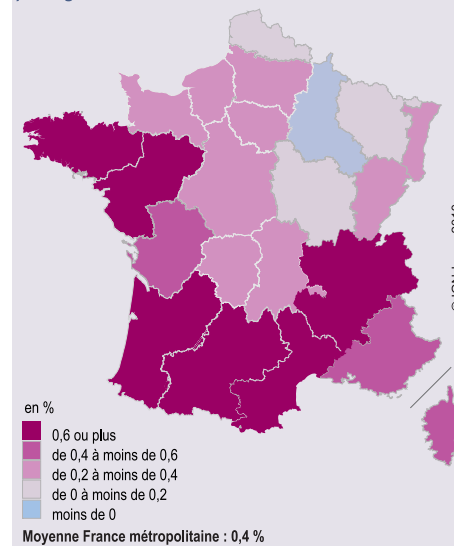 en %
0,6 ou plus
de 0,4 à moins de 0,6
de 0,2 à moins de 0,4
de 0 à moins de 0,2
moins de 0
Moyenne France métropolitaine : 0,4 %